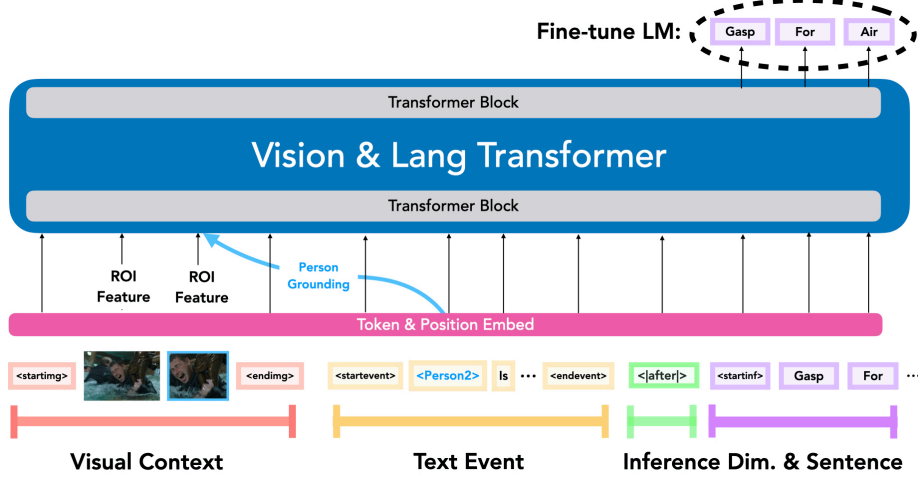 Fine-tune LM: Gasp For Air
Transformer Block
Vision & Lang Transformer
Transformer Block
ROI
Feature
ROI
Feature
Person
Grounding
Token & Position Embed
<startimg> <endimg> <startevent> <Person2> Is ... <endevent> <|after|> <startinf> Gasp For ...
Visual Context Text Event Inference Dim. & Sentence